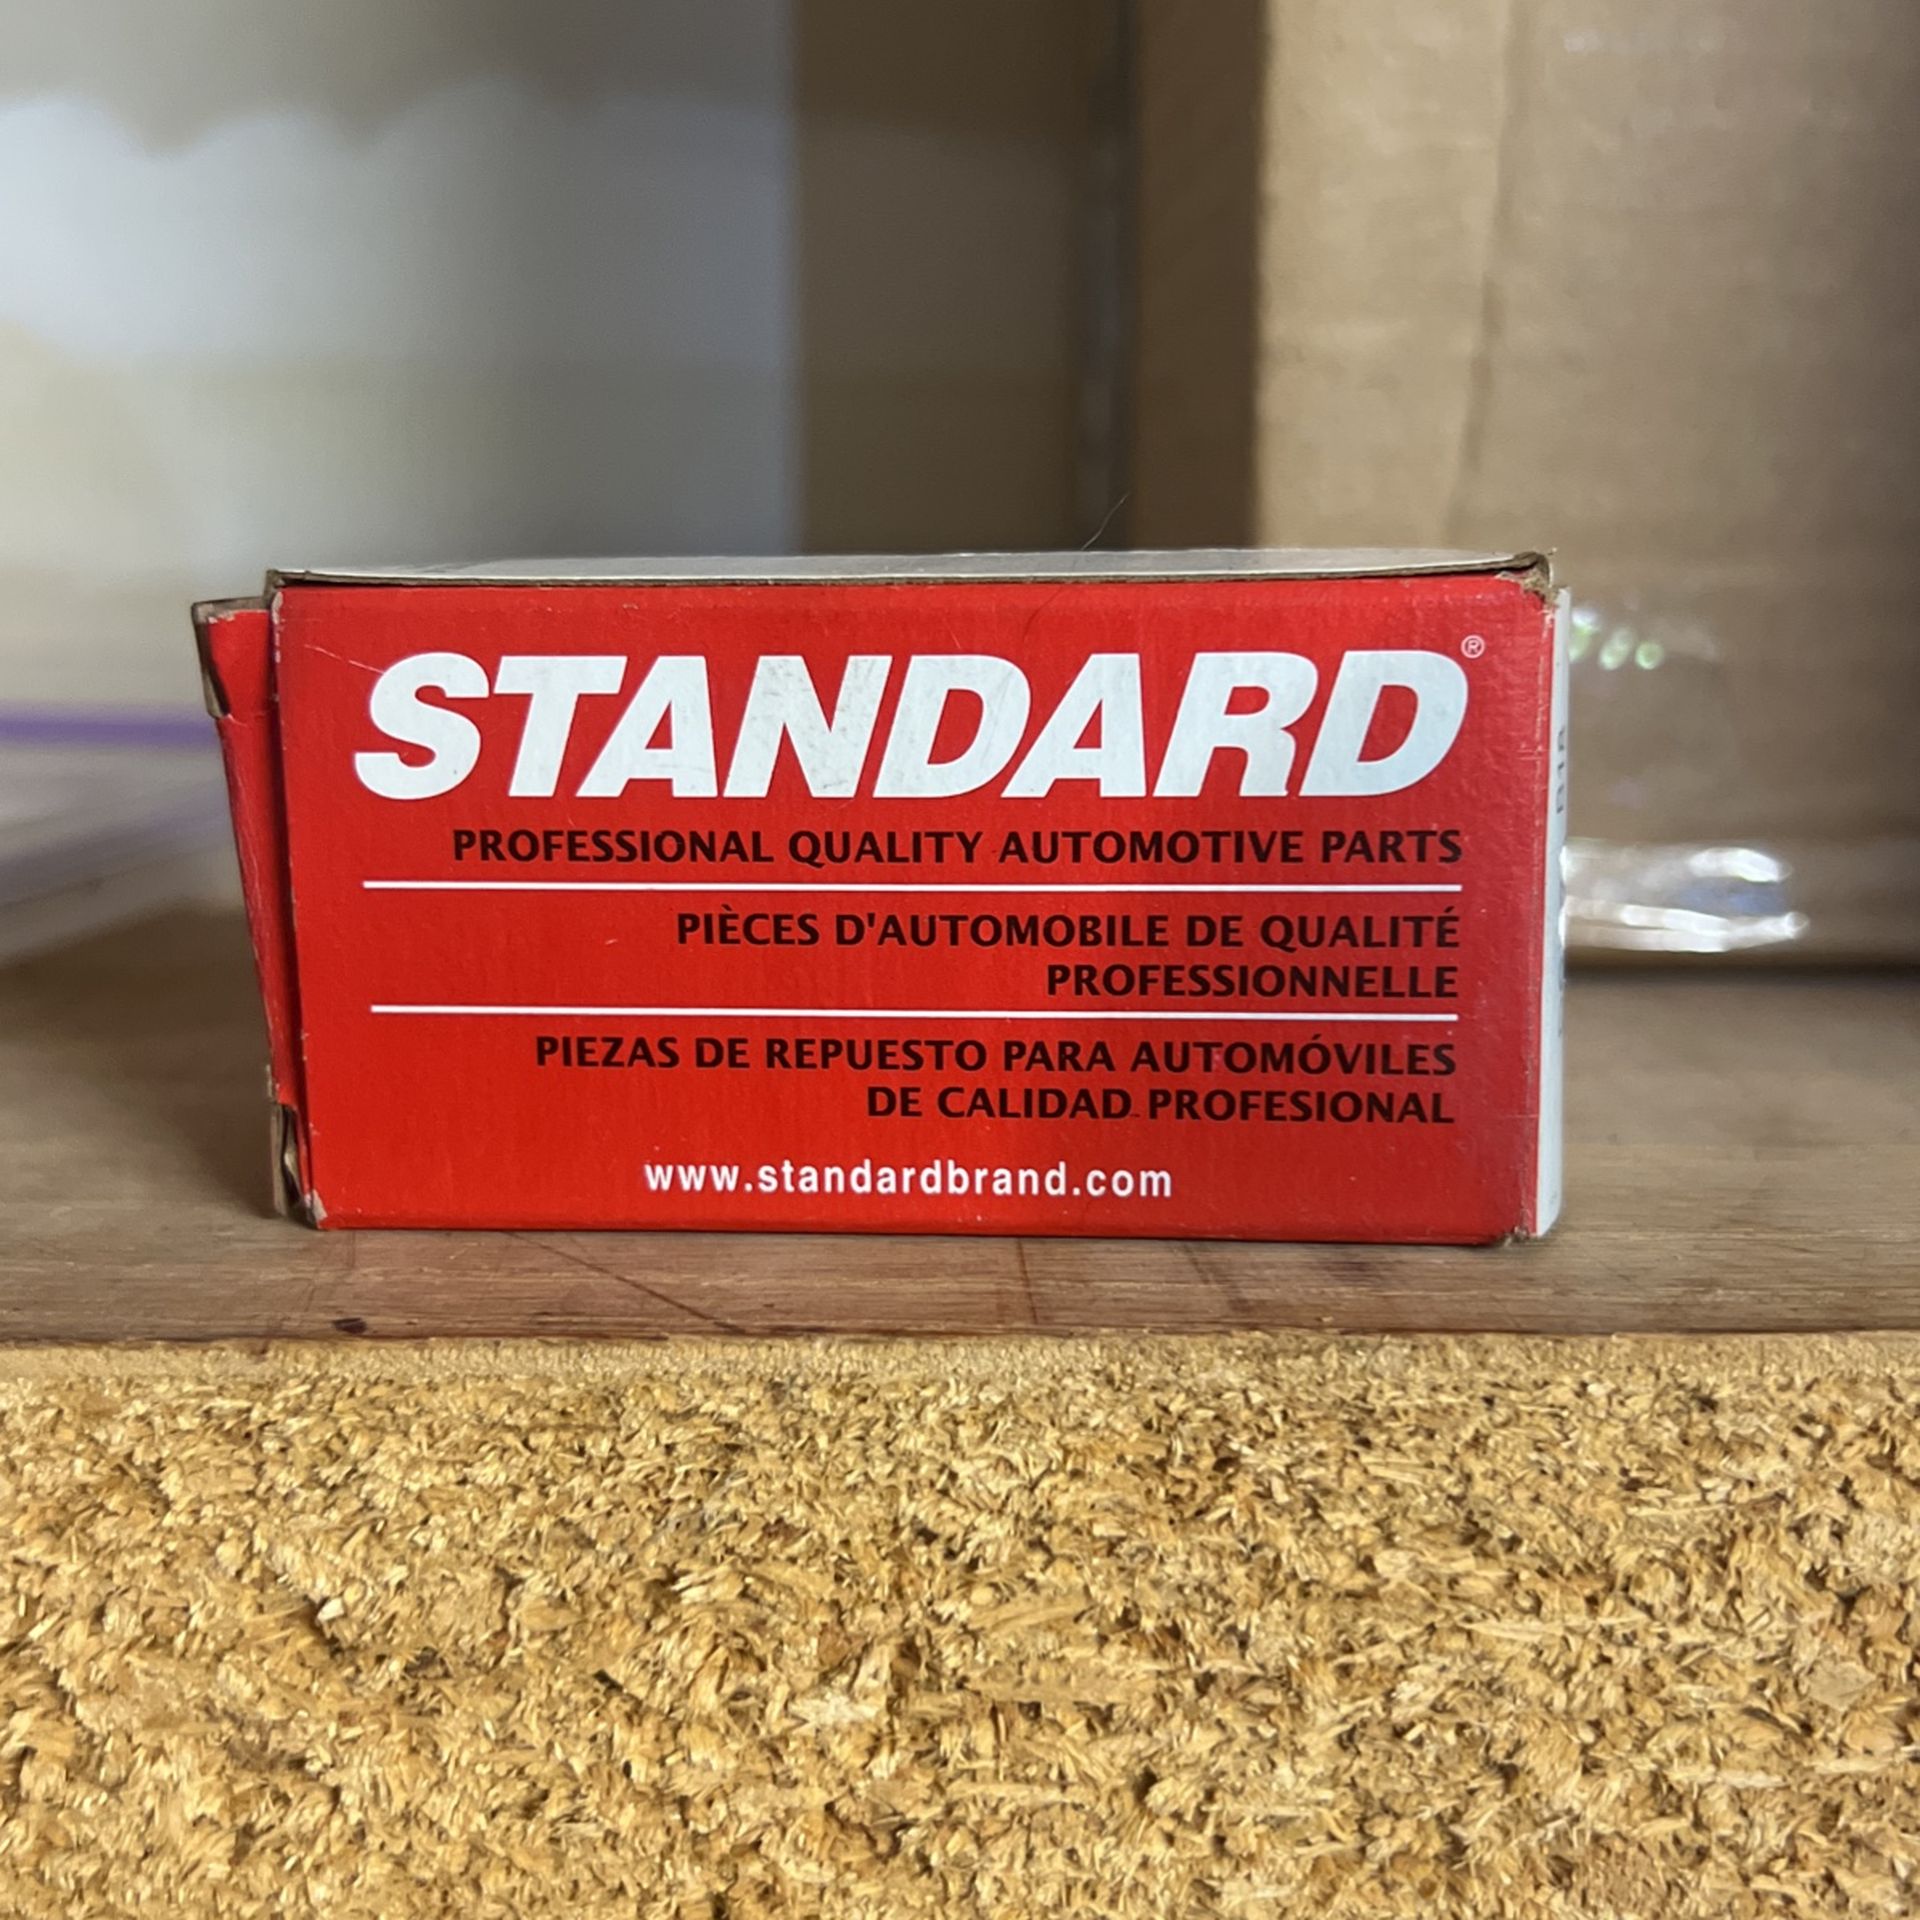 STANDARD®
PROFESSIONAL QUALITY AUTOMOTIVE PARTS
PIÈCES D'AUTOMOBILE DE QUALITÉ
PROFESSIONNELLE
PIEZAS DE REPUESTO PARA AUTOMÓVILES
DE CALIDAD PROFESIONAL
www.standardbrand.com